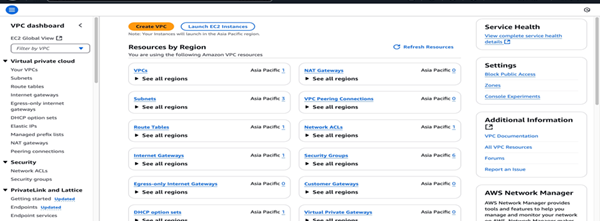 VPC dashboard
EC2 Global View
Filter by VPC
Virtual private cloud
Your VPCs
Subnets
Route tables
Internet gateways
Egress-only internet gateways
DHCP option sets
Elastic IPs
Managed prefix lists
NAT gateways
Peering connections
Security
Network ACLs
Security groups
PrivateLink and Lattice
Getting started Updated
Endpoints Updated
Endpoint services
Create VPC
Launch EC2 Instances
Note: Your Instances will launch in the Asia Pacific region.
Resources by Region
Refresh Resources
You are using the following Amazon VPC resources
VPCs Asia Pacific 1
See all regions
NAT Gateways Asia Pacific 0
See all regions
Subnets Asia Pacific 3
See all regions
VPC Peering Connections Asia Pacific 0
See all regions
Route Tables Asia Pacific 1
See all regions
Network ACLs Asia Pacific 1
See all regions
Internet Gateways Asia Pacific 1
See all regions
Security Groups Asia Pacific 6
See all regions
Egress-only Internet Gateways Asia Pacific 0
See all regions
Customer Gateways Asia Pacific 0
See all regions
DHCP option sets Asia Pacific 1
Virtual Private Gateways Asia Pacific 0
Service Health
View complete service health
details
Settings
Block Public Access
Zones
Console Experiments
Additional Information
VPC Documentation
All VPC Resources
Forums
Report an Issue
AWS Network Manager
AWS Network Manager provides
tools and features to help you
manage and monitor your network